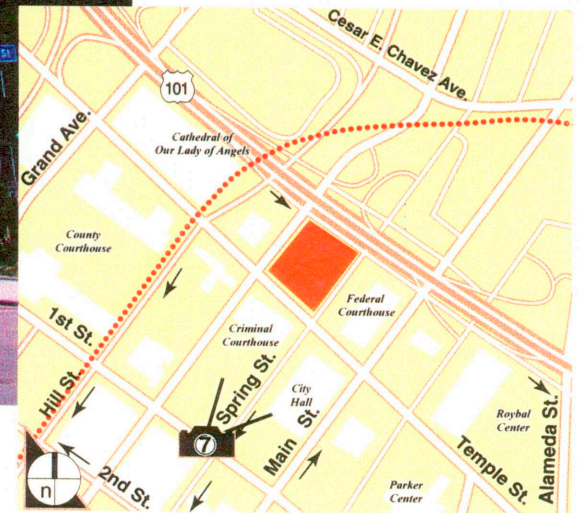 St
Cesar E. Chavez Ave.
101
Cathedral of
Our Lady of Angels
Grand Ave.
County
Courthouse
Federal
Courthouse
1st St.
Criminal
Courthouse
Hill St.
Spring St.
City
Hall
Main St.
7
Roybal
Center
Alameda St.
Temple St.
2nd St.
Parker
Center
n